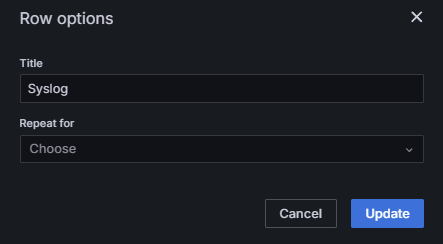 Row options
Title
Syslog
Repeat for
Choose
Cancel
Update